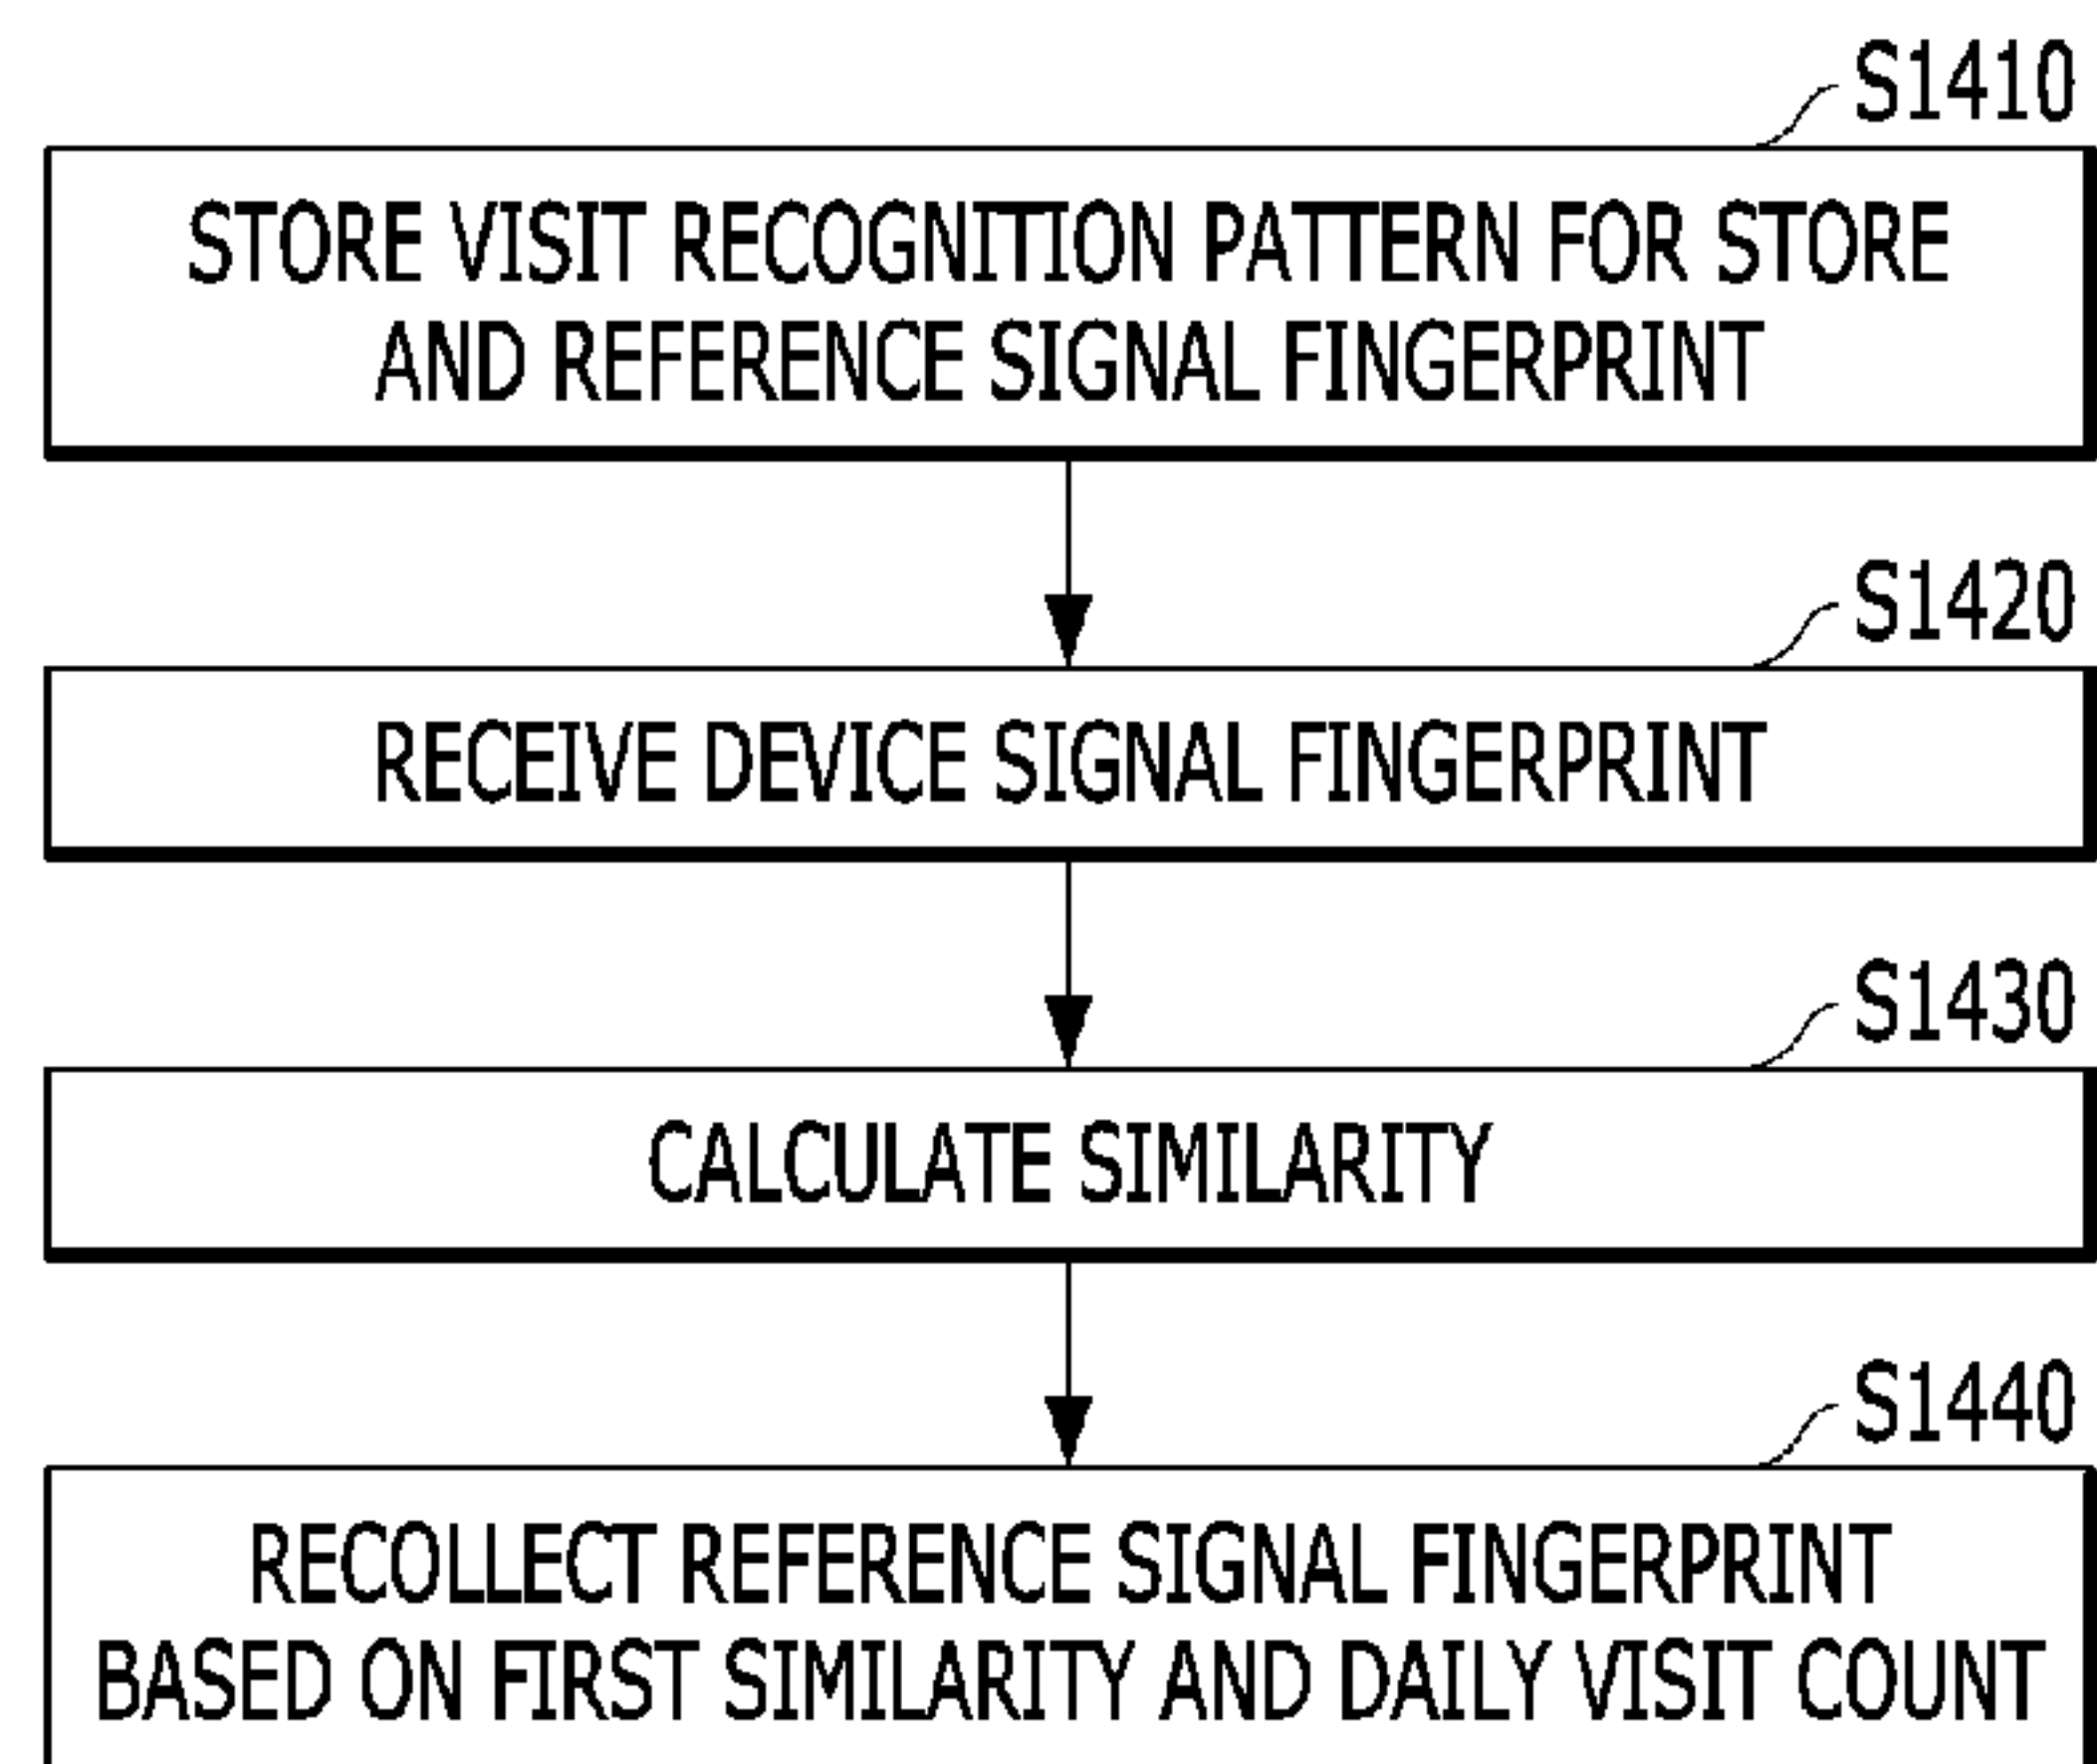 S1410
STORE VISIT RECOGNITION PATTERN FOR STORE
AND REFERENCE SIGNAL FINGERPRINT
S1420
RECEIVE DEVICE SIGNAL FINGERPRINT
S1430
CALCULATE SIMILARITY
S1440
RECOLLECT REFERENCE SIGNAL FINGERPRINT
BASED ON FIRST SIMILARITY AND DAILY VISIT COUNT